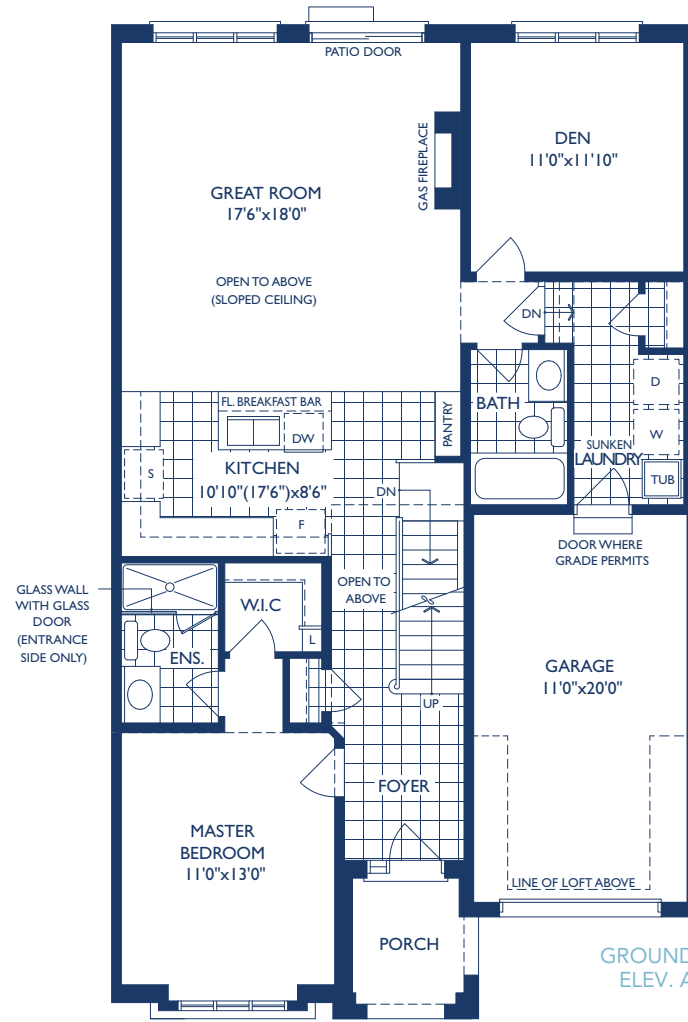 PATIO DOOR
GAS FIREPLACE
DEN
11'0"x11'10"
GREAT ROOM
17'6"x18'0"
OPEN TO ABOVE
(SLOPED CEILING)
DN
D
W
SUNKEN
LAUNDRY
TUB
BATH
PANTRY
FL. BREAKFAST BAR
DW
S
KITCHEN
10'10"(17'6")x8'6"
F
DN
DOOR WHERE
GRADE PERMITS
OPEN TO
ABOVE
GLASS WALL
WITH GLASS
DOOR
(ENTRANCE
SIDE ONLY)
W.I.C
L
ENS.
UP
GARAGE
11'0"x20'0"
FOYER
MASTER
BEDROOM
11'0"x13'0"
LINE OF LOFT ABOVE
PORCH
GROUND
ELEV. A